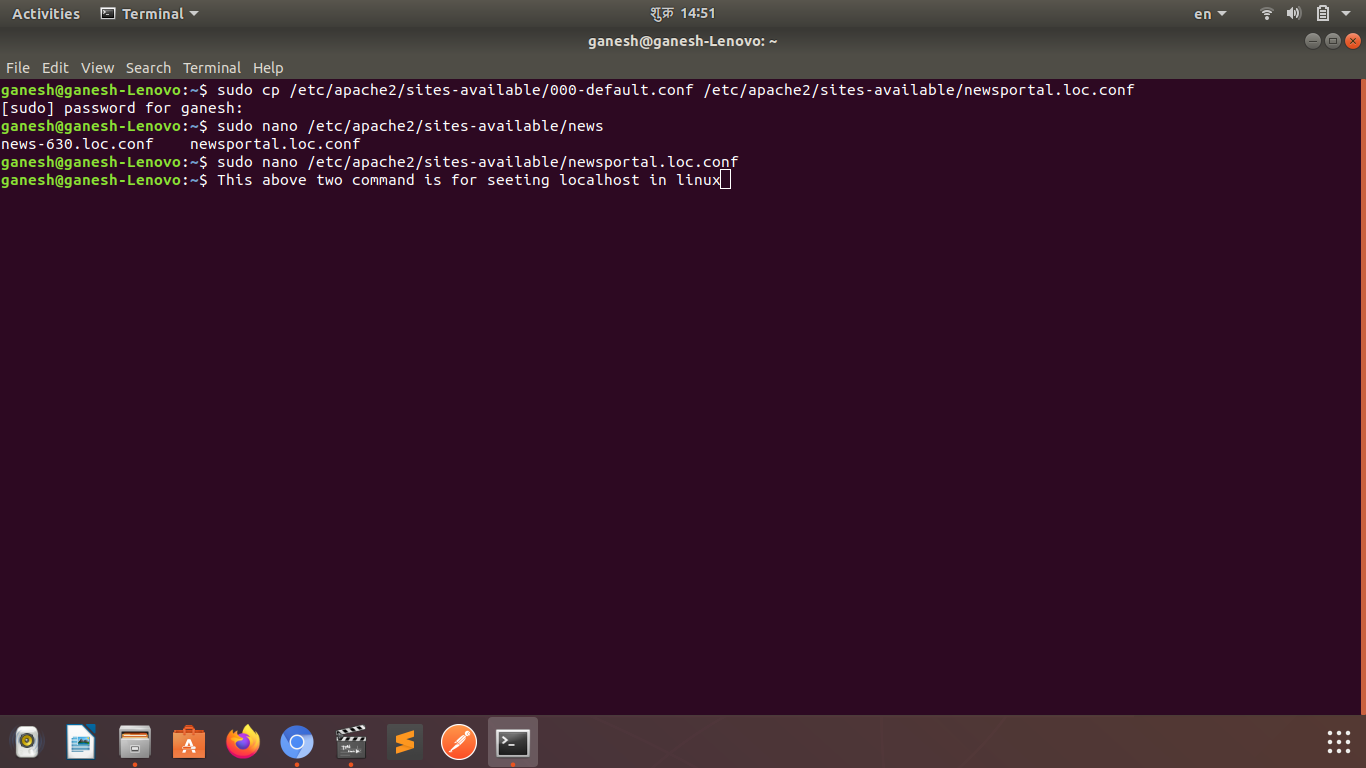 Activities Terminal शुक्र 14:51 en
ganesh@ganesh-Lenovo: ~
File Edit View Search Terminal Help
ganesh@ganesh-Lenovo:~$ sudo cp /etc/apache2/sites-available/000-default.conf /etc/apache2/sites-available/newsportal.loc.conf
[sudo] password for ganesh:
ganesh@ganesh-Lenovo:~$ sudo nano /etc/apache2/sites-available/news
news-630.loc.conf newsportal.loc.conf
ganesh@ganesh-Lenovo:~$ sudo nano /etc/apache2/sites-available/newsportal.loc.conf
ganesh@ganesh-Lenovo:~$ This above two command is for seeting localhost in linux